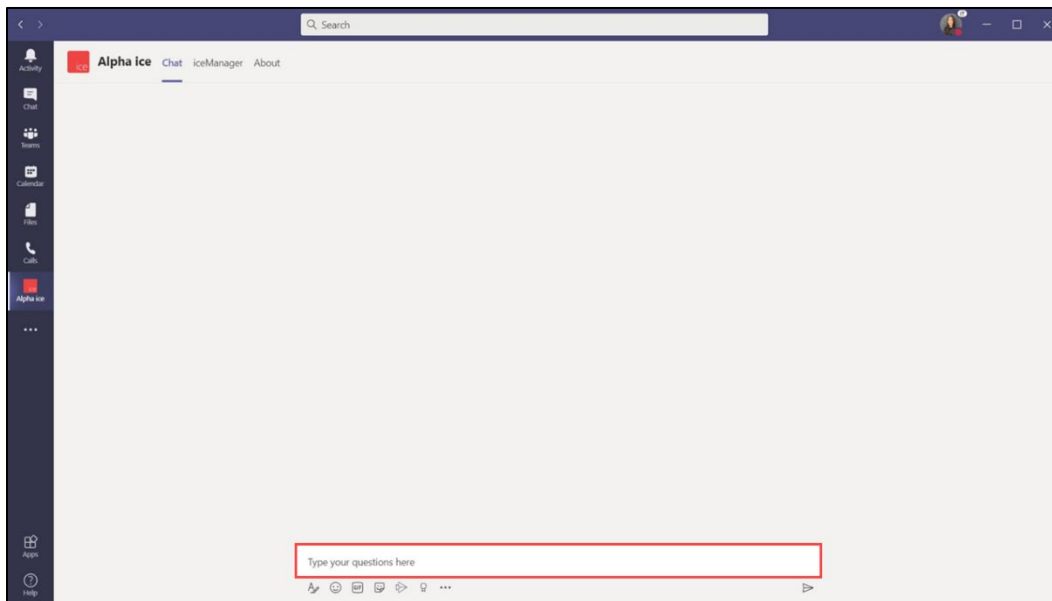 Search
Activity
Chat
Teams
Calendar
Files
Calls
ice
Alpha ice
Apps
Help
ice
Alpha ice Chat iceManager About
Type your questions here
GIF